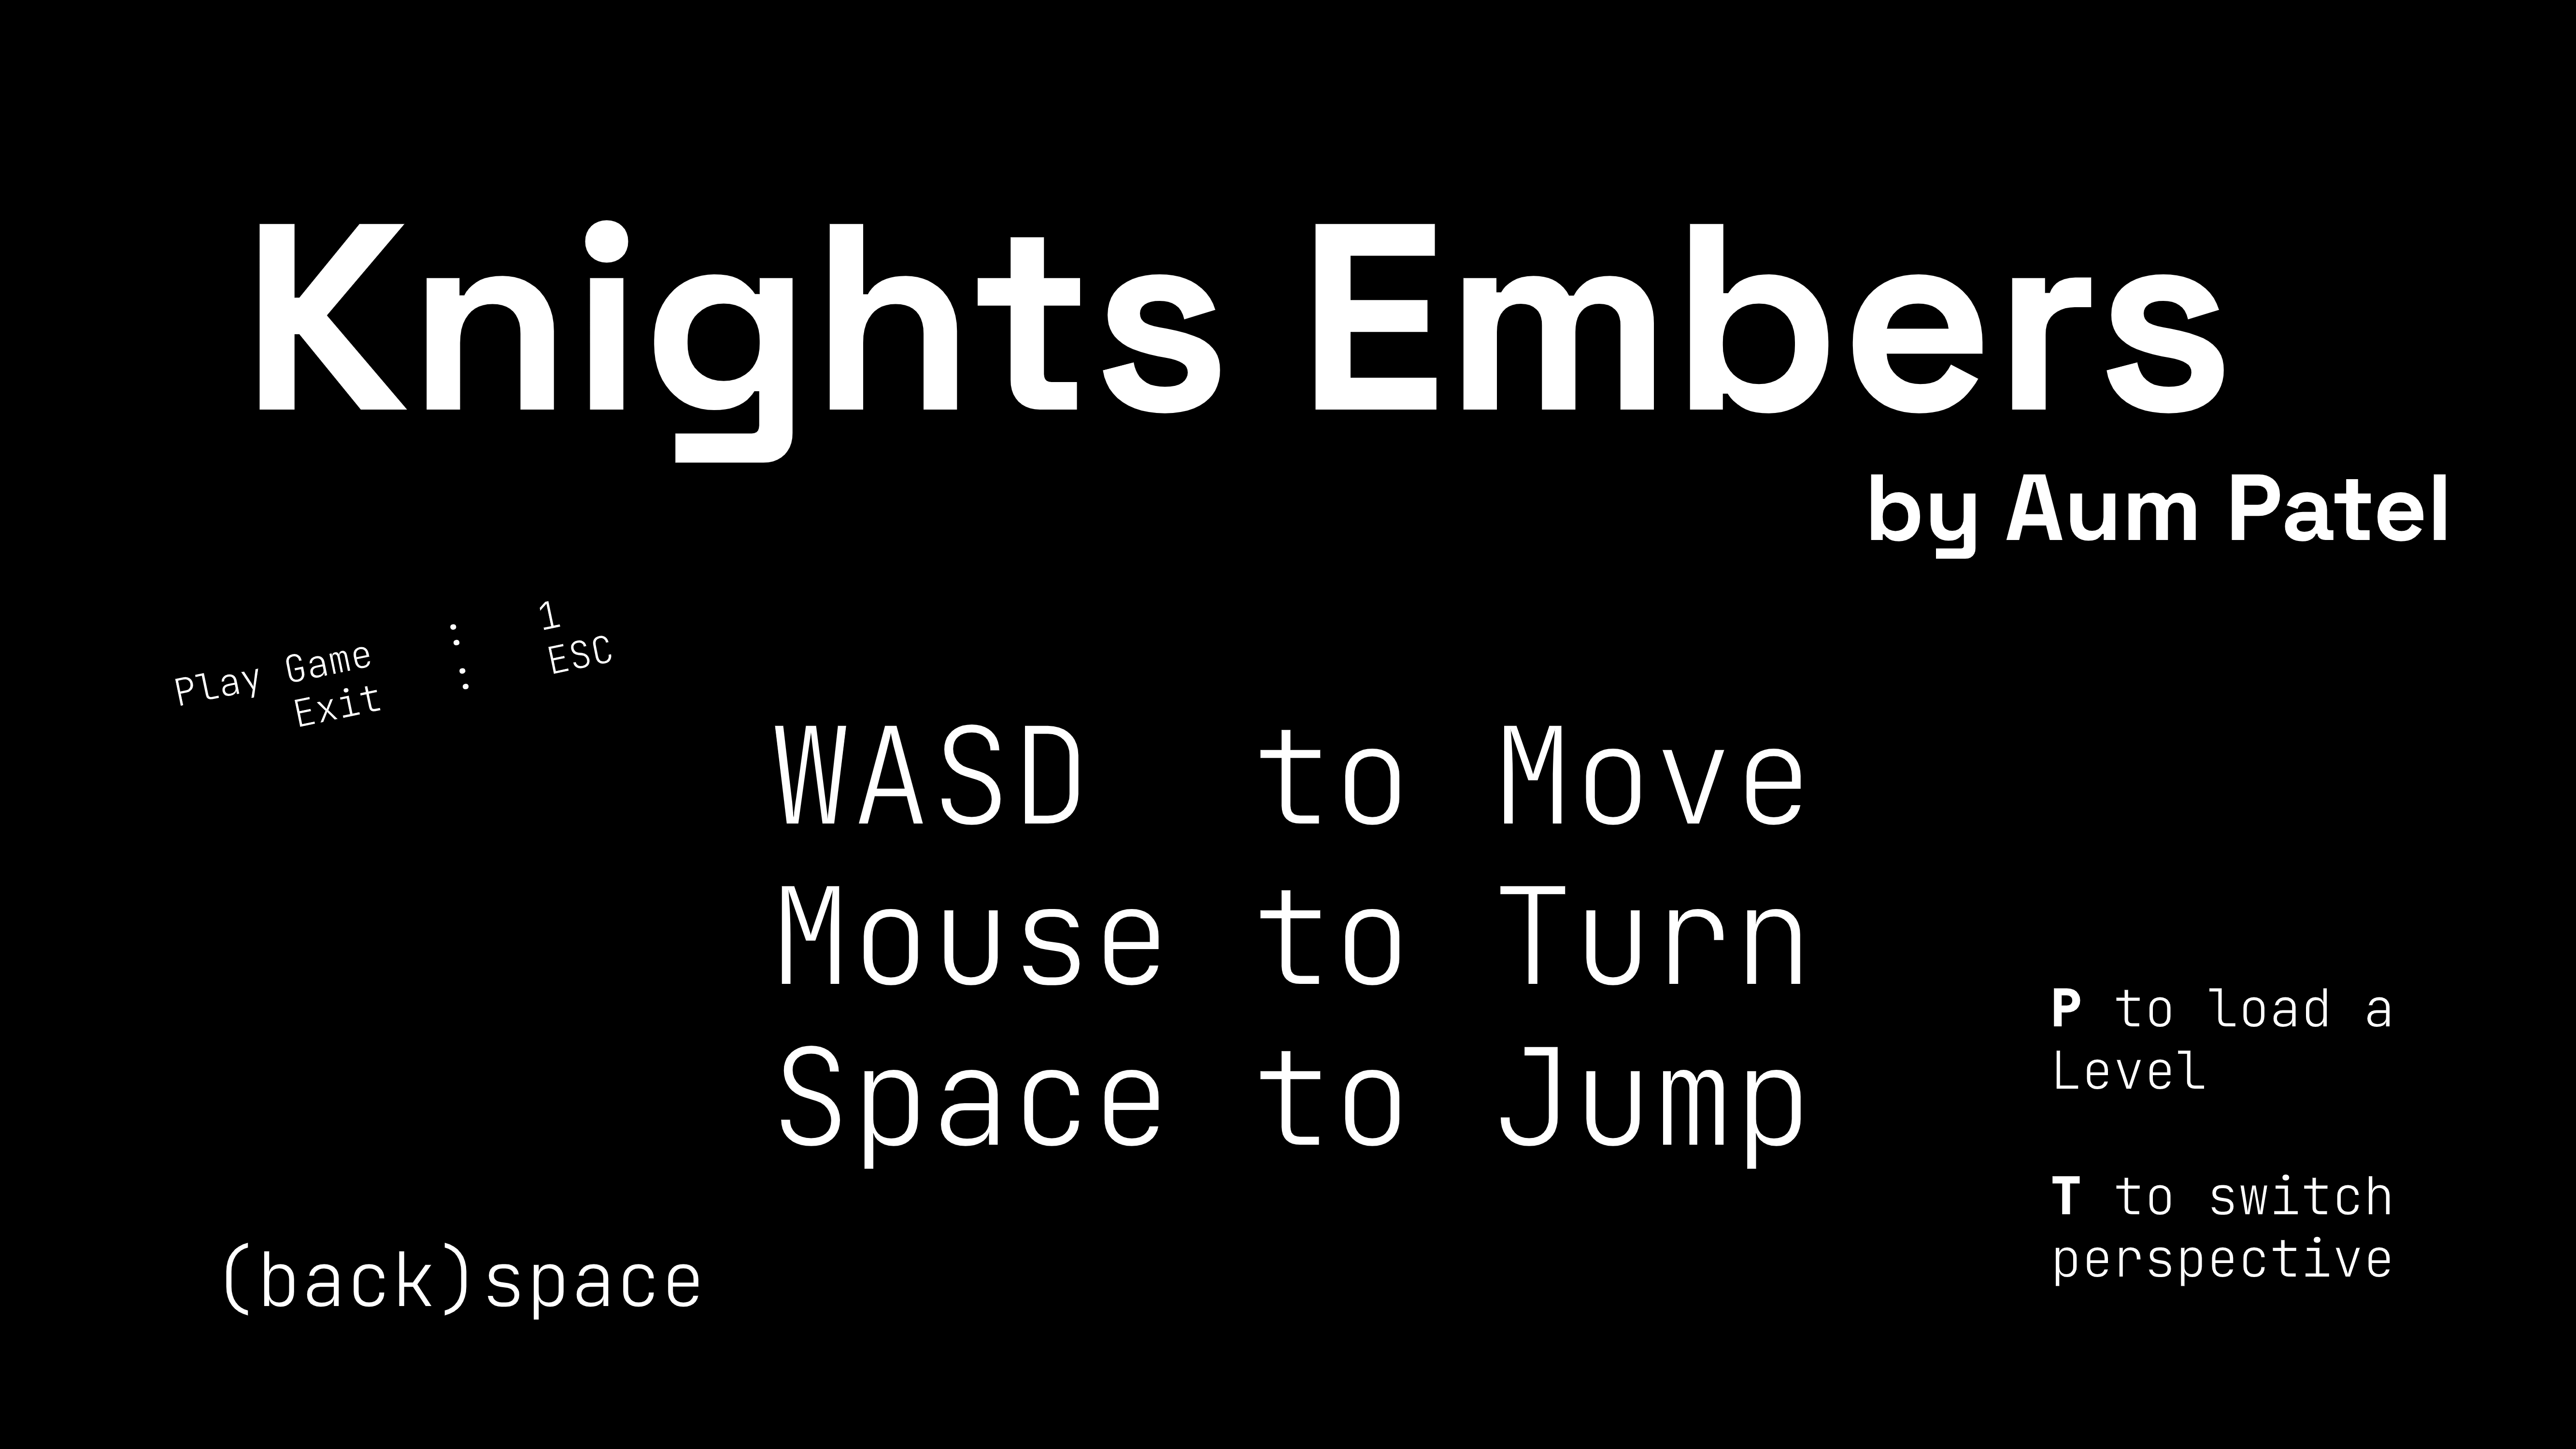 Knights Embers
by Aum Patel
Play Game : 1
Exit : ESC
WASD to Move
Mouse to Turn
Space to Jump
P to load a
Level
T to switch
perspective
(back)space